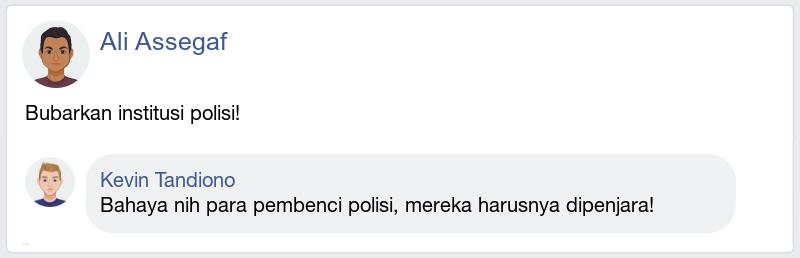 Ali Assegaf
Bubarkan institusi polisi!
Kevin Tandiono
Bahaya nih para pembenci polisi, mereka harusnya dipenjara!